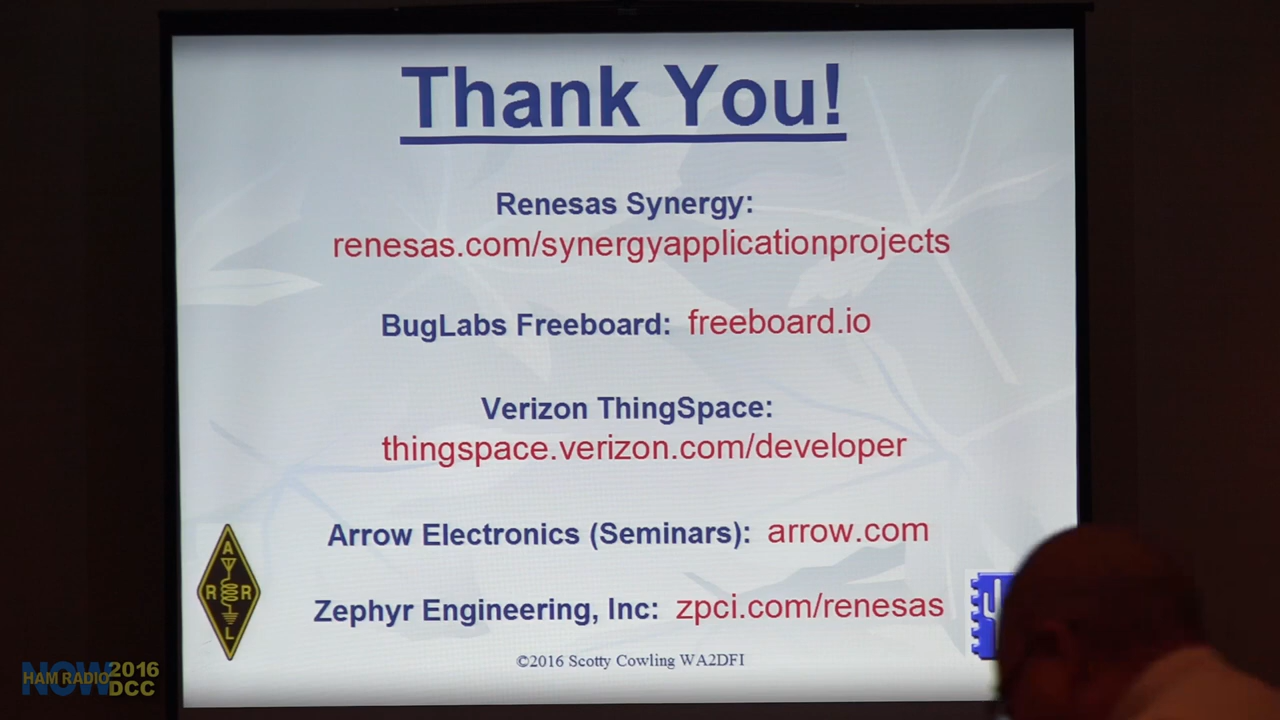 Thank You!
Renesas Synergy:
renesas.com/synergyapplicationprojects
BugLabs Freeboard: freeboard.io
Verizon ThingSpace:
thingspace.verizon.com/developer
Arrow Electronics (Seminars): arrow.com
Zephyr Engineering, Inc: zpci.com/renesas
©2016 Scotty Cowling WA2DFI
A
R R
L
HAM RADIO
NOW
2016
DCC